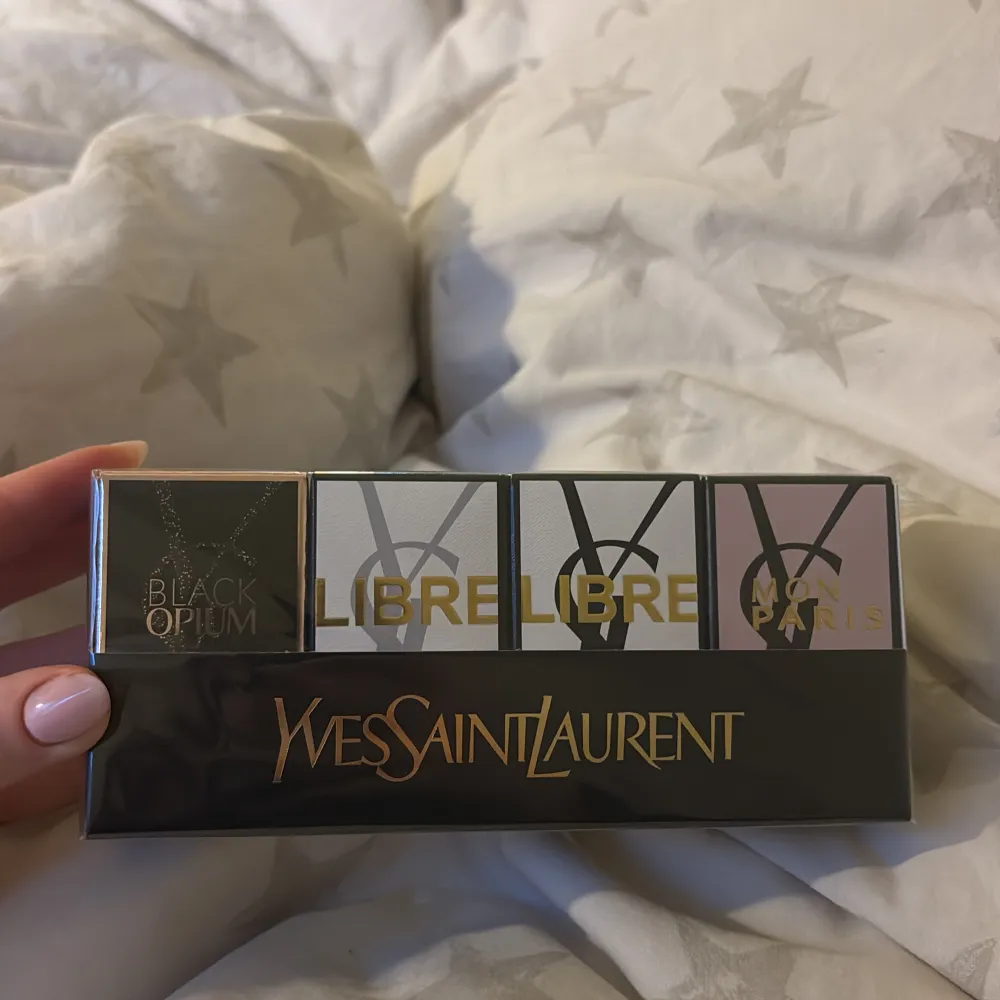 BLACK
OPIUM
LIBRE
LIBRE
MON
PARIS
YVESSAINTLAURENT